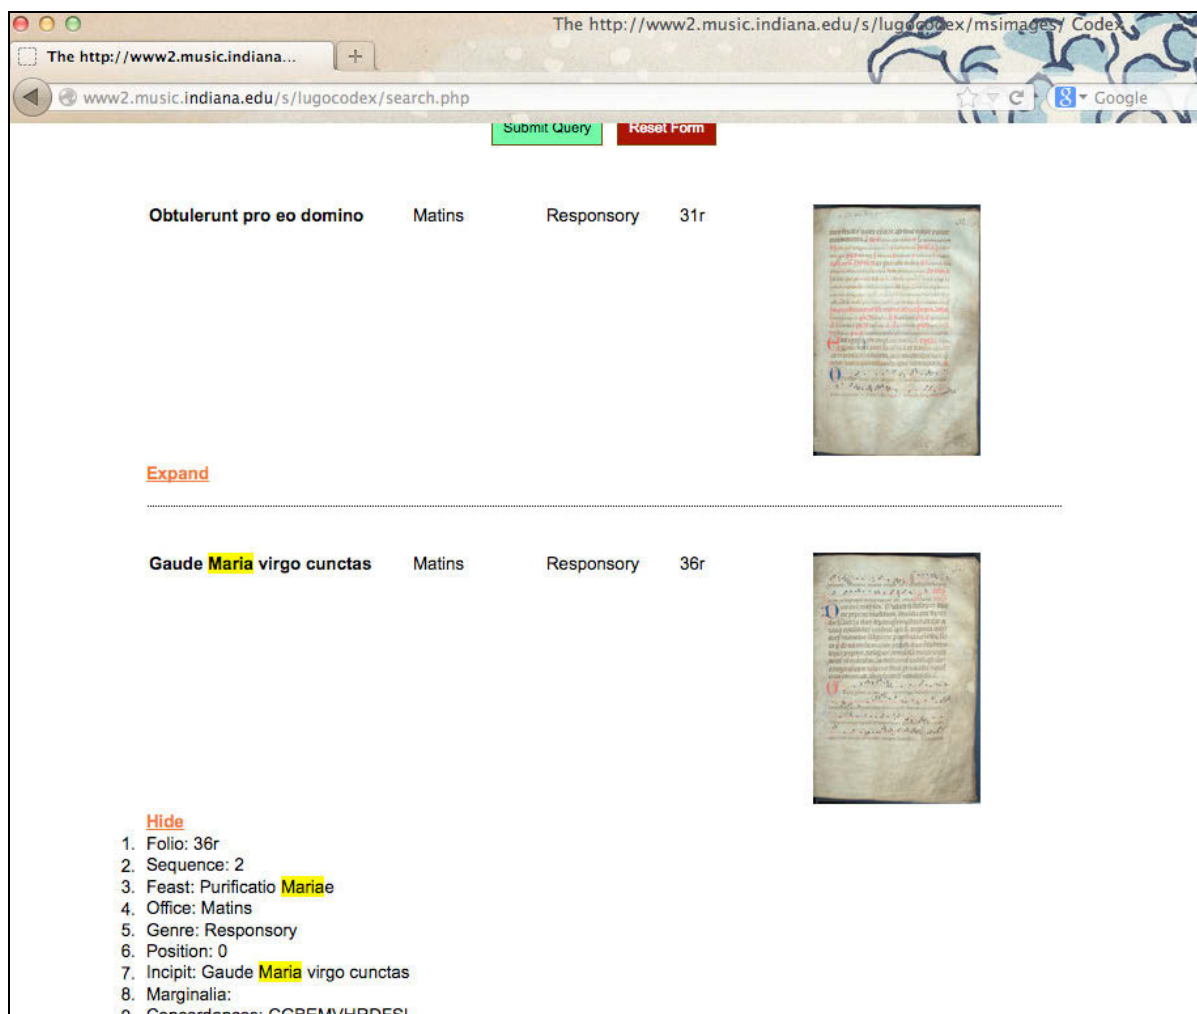 The http://www2.music.indiana.edu/s/lugocodex/msimages/ Codex
The http://www2.music.indiana... +
www2.music.indiana.edu/s/lugocodex/search.php Google
Submit Query Reset Form
Obtulerunt pro eo domino Matins Responsory 31r
Expand
Gaude Maria virgo cunctas Matins Responsory 36r
Hide
1. Folio: 36r
2. Sequence: 2
3. Feast: Purificatio Mariae
4. Office: Matins
5. Genre: Responsory
6. Position: 0
7. Incipit: Gaude Maria virgo cunctas
8. Marginalia:
9. Concordances: CGBEMVHRDFSL